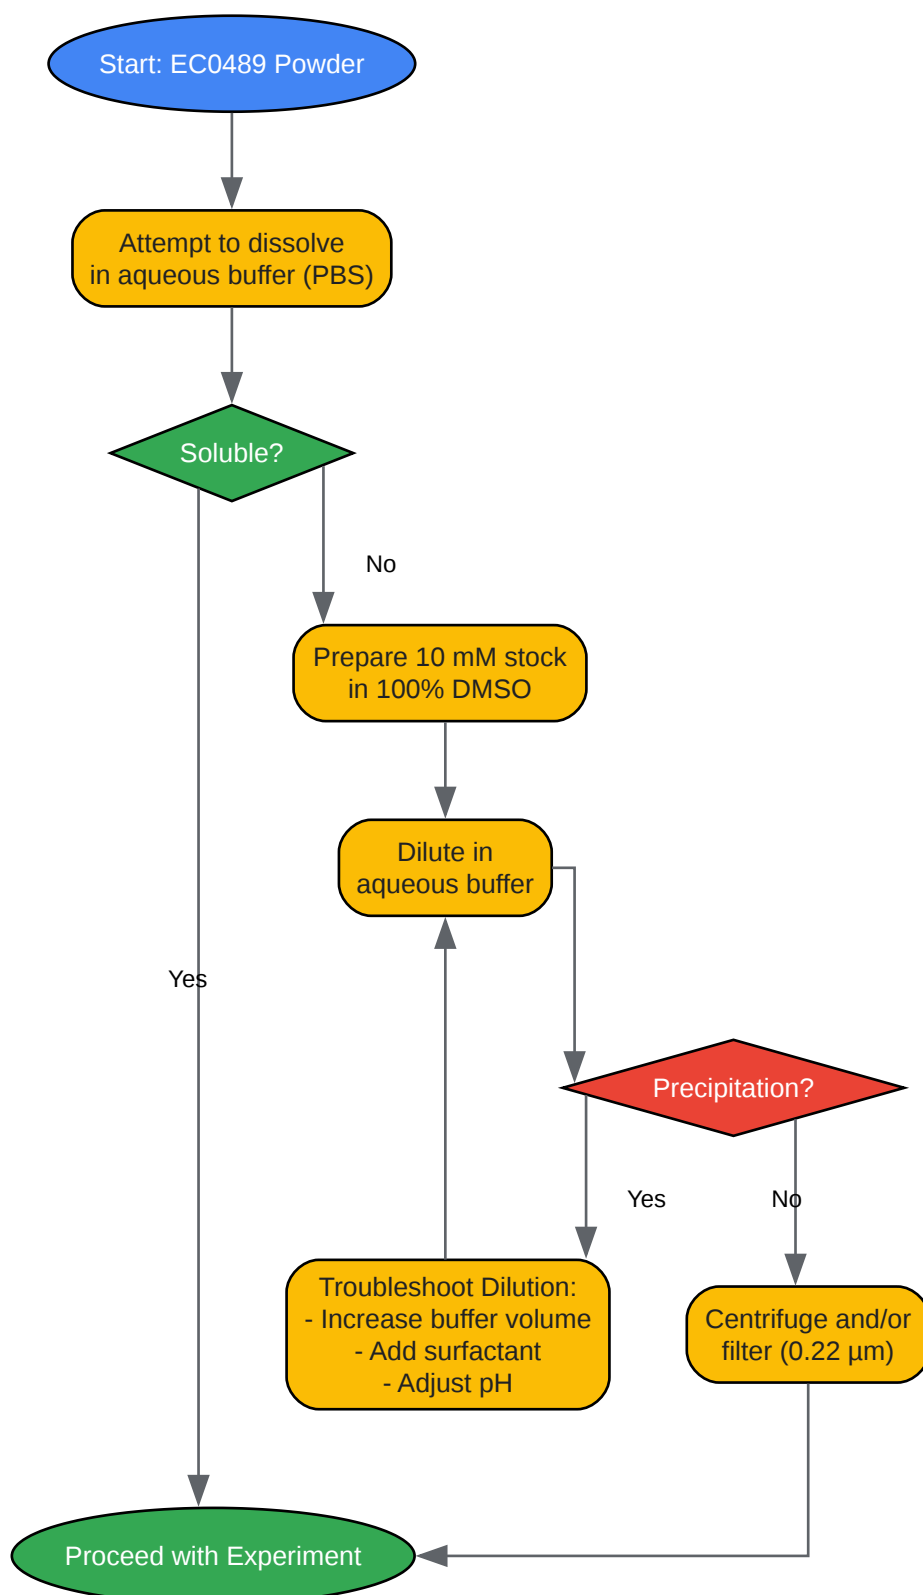 Start: EC0489 Powder
Attempt to dissolve
in aqueous buffer (PBS)
Soluble?
No
Prepare 10 mM stock
in 100% DMSO
Dilute in
aqueous buffer
Yes
Precipitation?
Yes
No
Troubleshoot Dilution:
- Increase buffer volume
- Add surfactant
- Adjust pH
Centrifuge and/or
filter (0.22 µm)
Proceed with Experiment